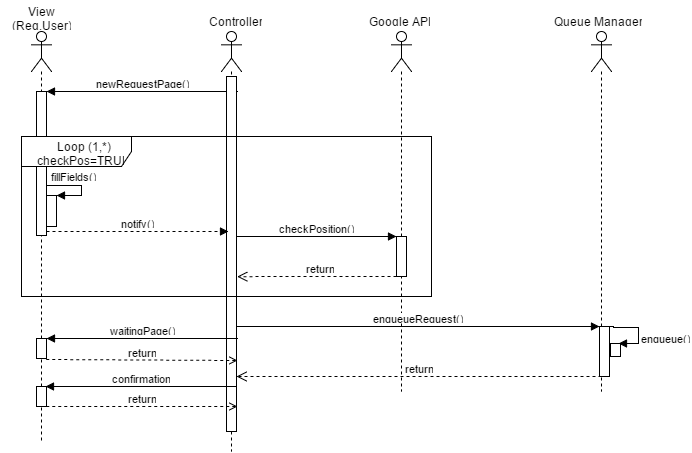 View
(Reg.User)
Controller
Google API
Queue Manager
newRequestPage()
Loop (1,*)
checkPos=TRUE
fillFields()
notify()
checkPosition()
return
enqueueRequest()
waitingPage()
enqueue()
return
return
confirmation
return